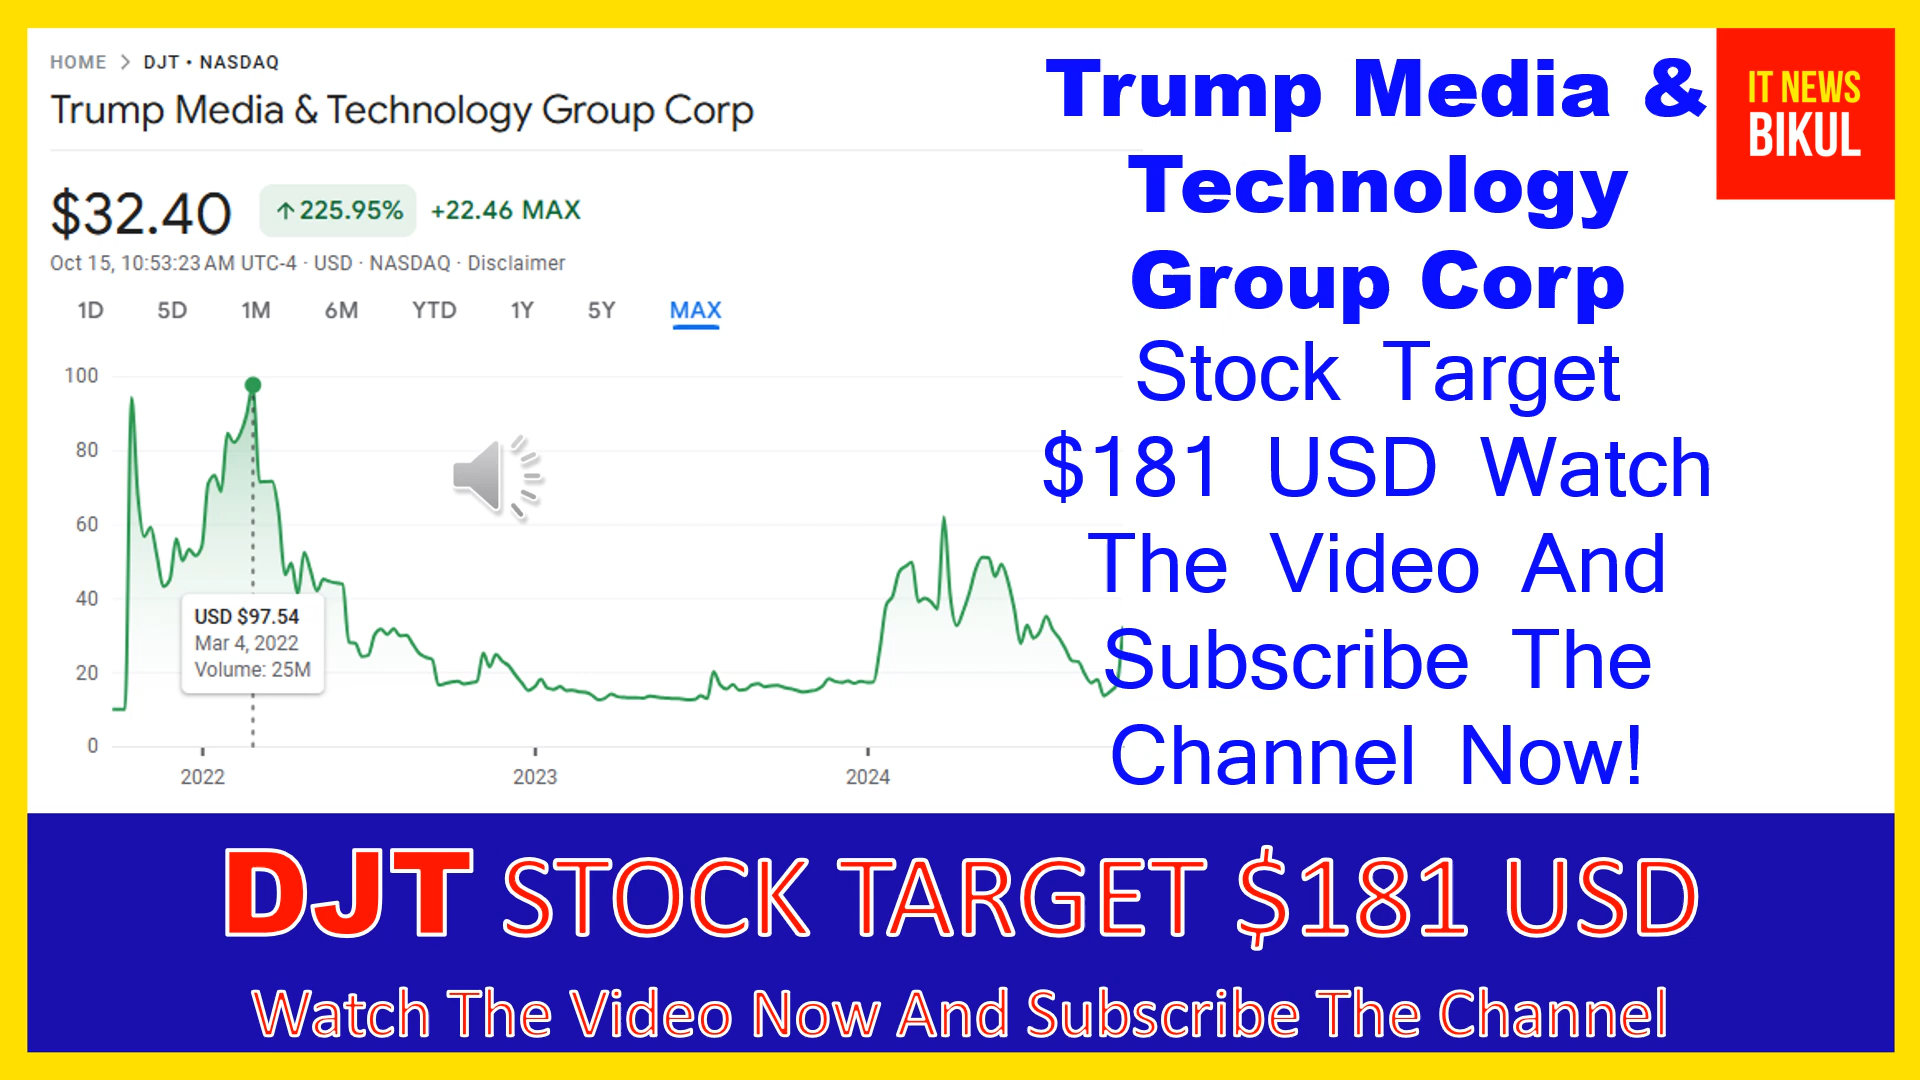 HOME > DJT • NASDAQ
Trump Media & Technology Group Corp
$32.40 ↑225.95% +22.46 MAX
Oct 15, 10:53:23 AM UTC-4 · USD · NASDAQ · Disclaimer
1D 5D 1M 6M YTD 1Y 5Y MAX
100
80
60
40
20
0
USD $97.54
Mar 4, 2022
Volume: 25M
2022 2023 2024
Trump Media &
Technology
Group Corp
Stock Target
$181 USD Watch
The Video And
Subscribe The
Channel Now!
IT NEWS
BIKUL
DJT STOCK TARGET $181 USD
Watch The Video Now And Subscribe The Channel